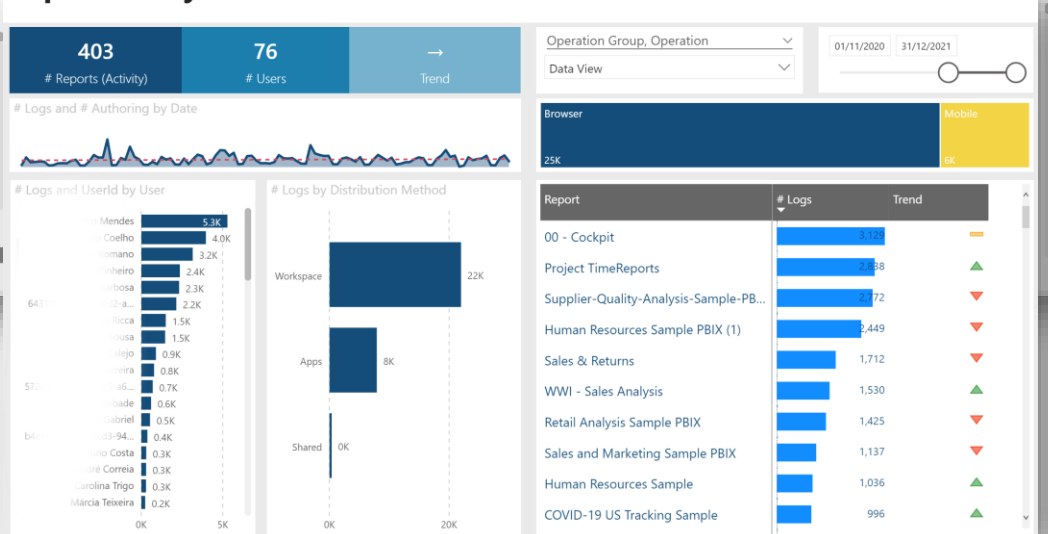 403
# Reports (Activity)
76
# Users
→
Trend
Operation Group, Operation
Data View
01/11/2020
31/12/2021
# Logs and # Authoring by Date
Browser
25K
Mobile
6K
# Logs and UserId by User
Mendes 5.3K
Coelho 4.0K
3.2K
2.4K
2.3K
2.2K
Ricca 1.5K
1.5K
0.9K
0.8K
0.7K
0.6K
0.5K
0.4K
Costa 0.3K
Correia 0.3K
Carolina Trigo 0.3K
Márcia Teixeira 0.2K
0K 5K
# Logs by Distribution Method
Workspace 22K
Apps 8K
Shared 0K
0K 20K
Report # Logs Trend
00 - Cockpit 3,129
Project TimeReports 2,838
Supplier-Quality-Analysis-Sample-PB... 2,772
Human Resources Sample PBIX (1) 2,449
Sales & Returns 1,712
WWI - Sales Analysis 1,530
Retail Analysis Sample PBIX 1,425
Sales and Marketing Sample PBIX 1,137
Human Resources Sample 1,036
COVID-19 US Tracking Sample 996